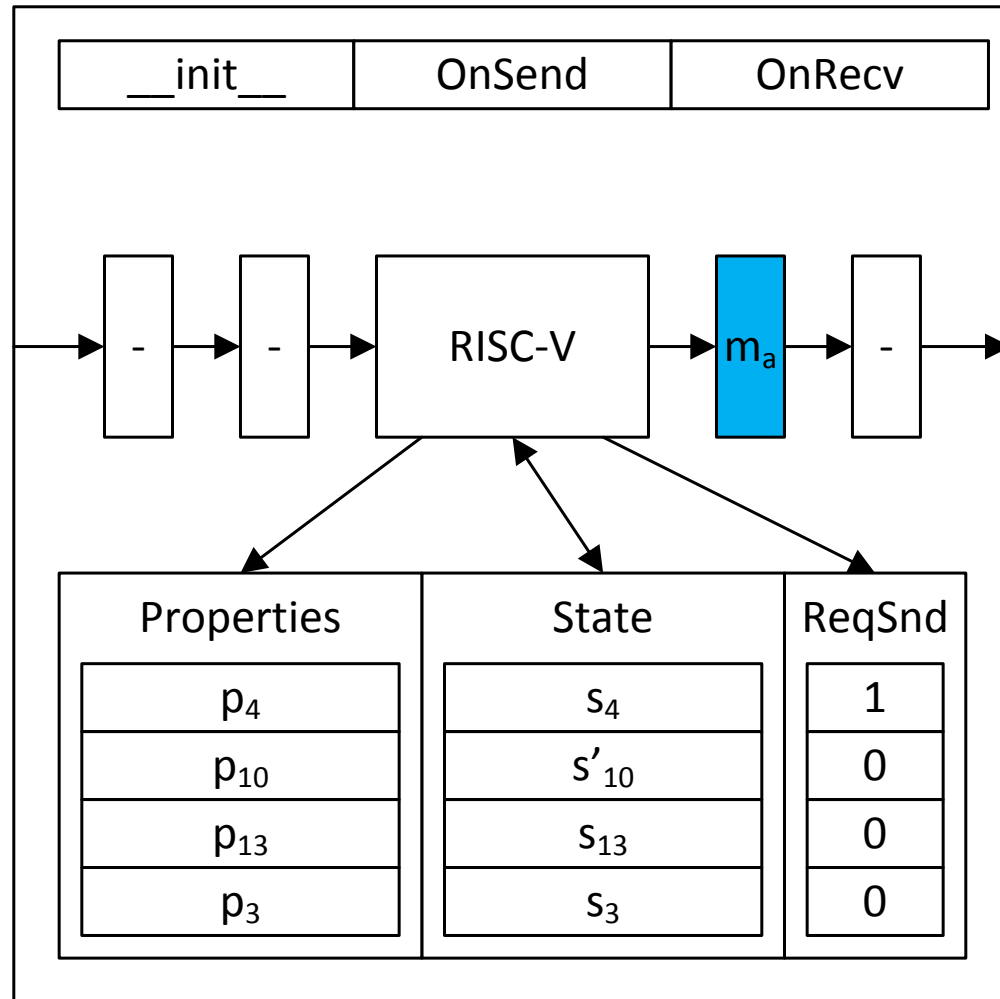 __init__ OnSend OnRecv
- - RISC-V mₐ -
Properties State ReqSnd
p₄ s₄ 1
p₁₀ s’₁₀ 0
p₁₃ s₁₃ 0
p₃ s₃ 0